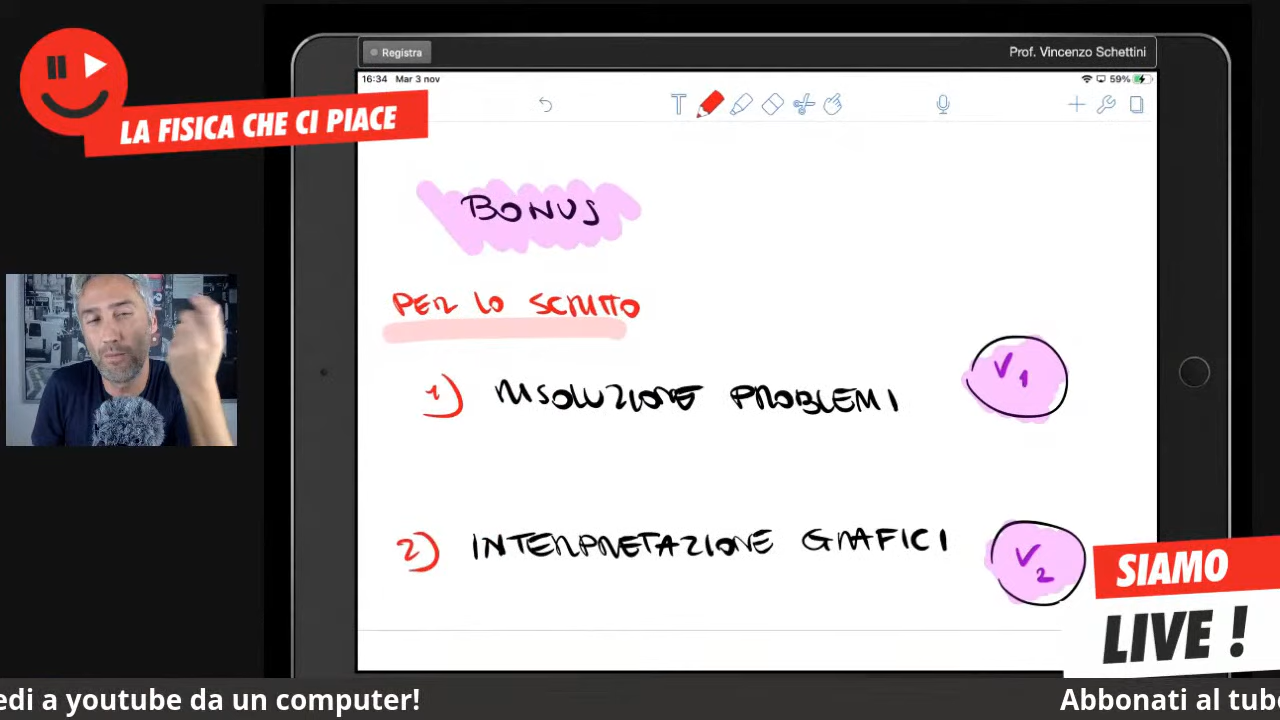 Registra
Prof. Vincenzo Schettini
16:34 Mar 3 nov
59%
LA FISICA CHE CI PIACE
T
BONUS
PER LO SCRITTO
1) RISOLUZIONE PROBLEMI
V1
2) INTERPRETAZIONE GRAFICI
V2
SIAMO
LIVE !
edi a youtube da un computer!
Abbonati al tube